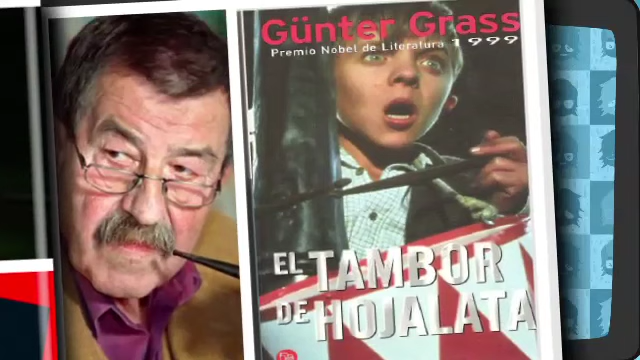 Günter Grass
Premio Nobel de Literatura 1999
EL TAMBOR
DE HOJALATA